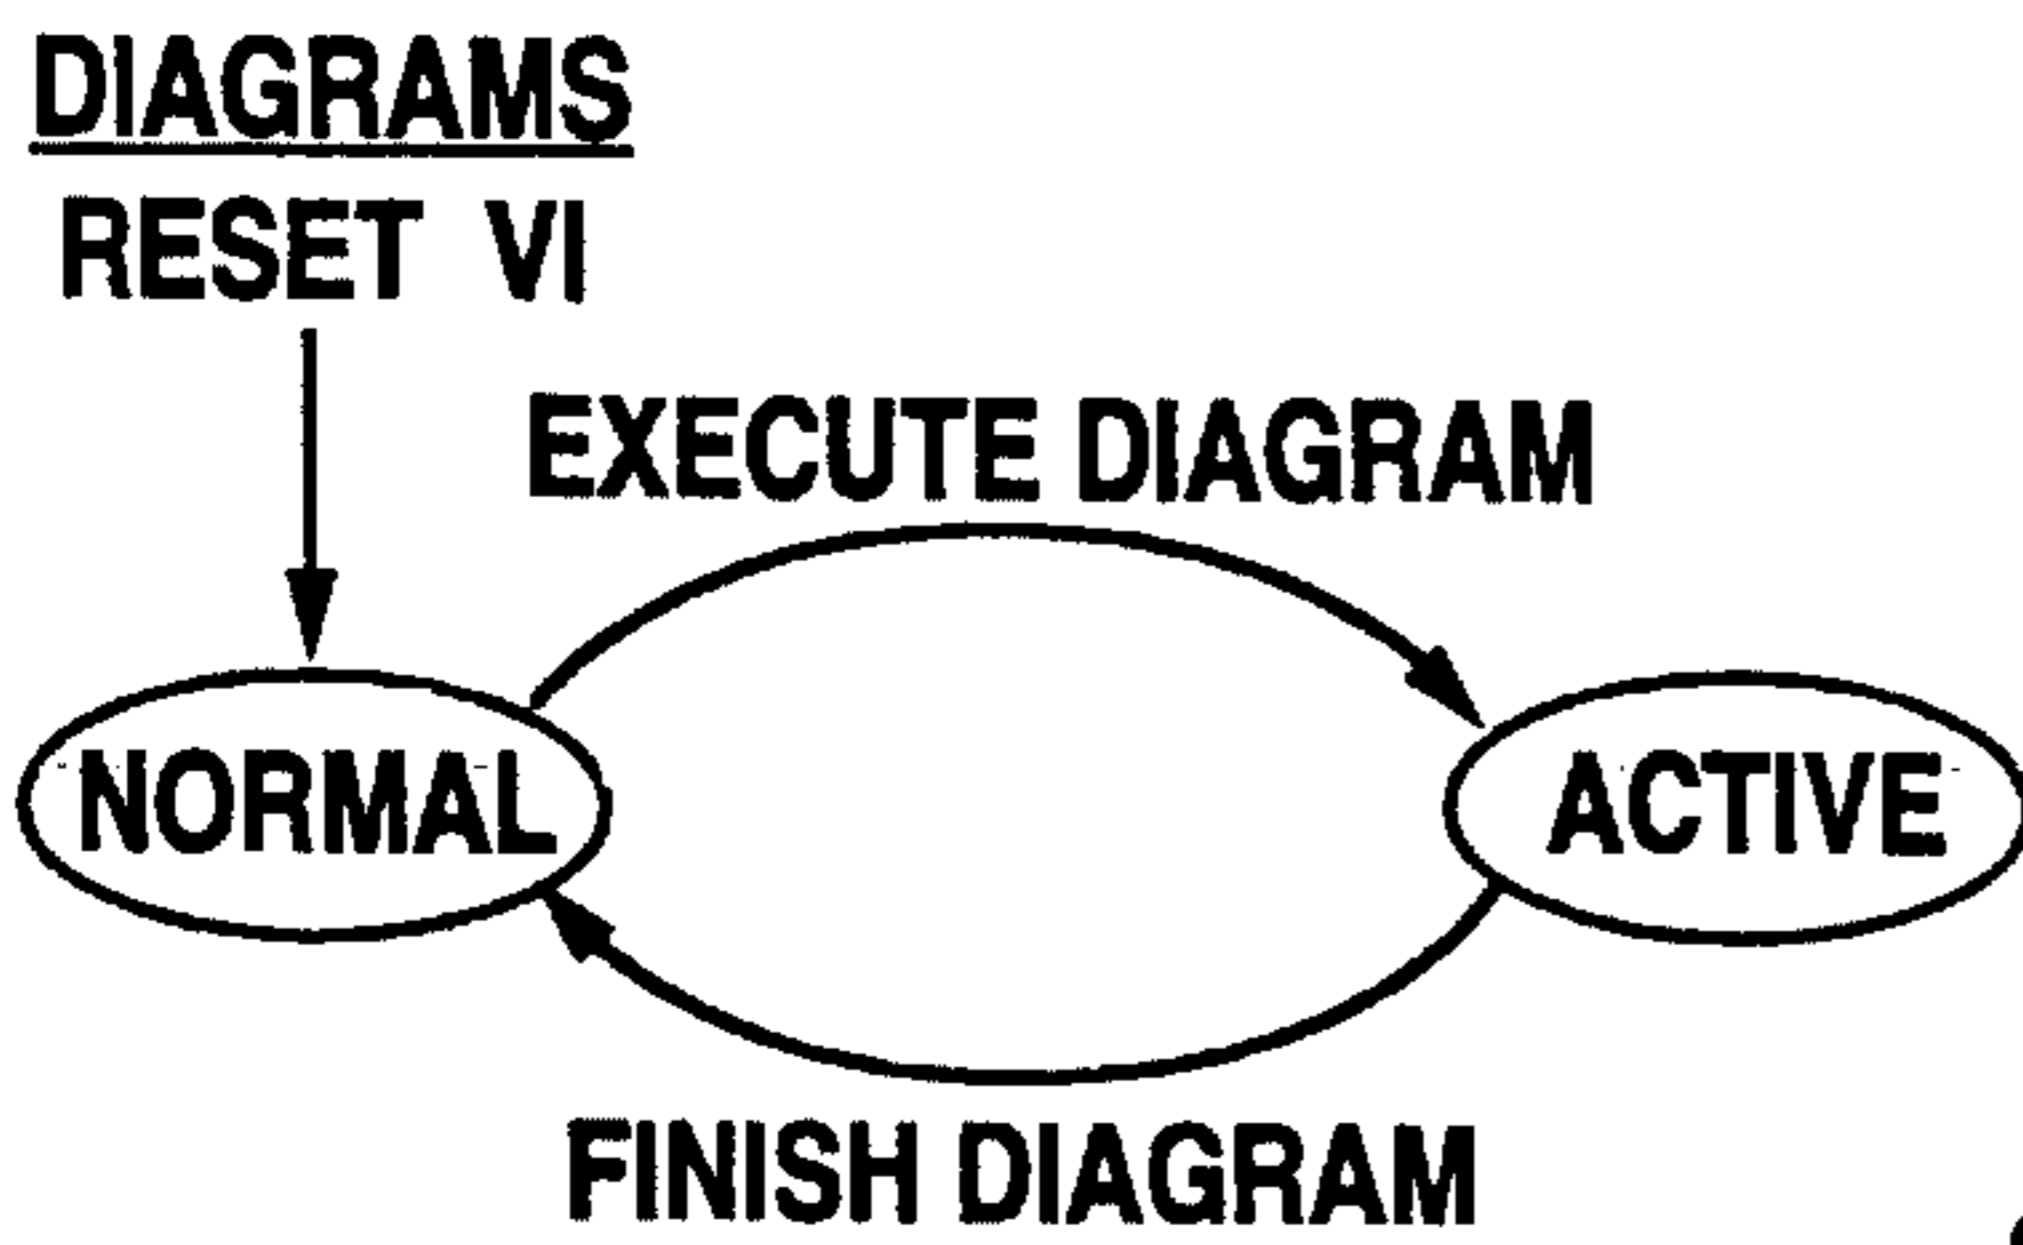 DIAGRAMS
RESET VI
EXECUTE DIAGRAM
NORMAL
ACTIVE
FINISH DIAGRAM